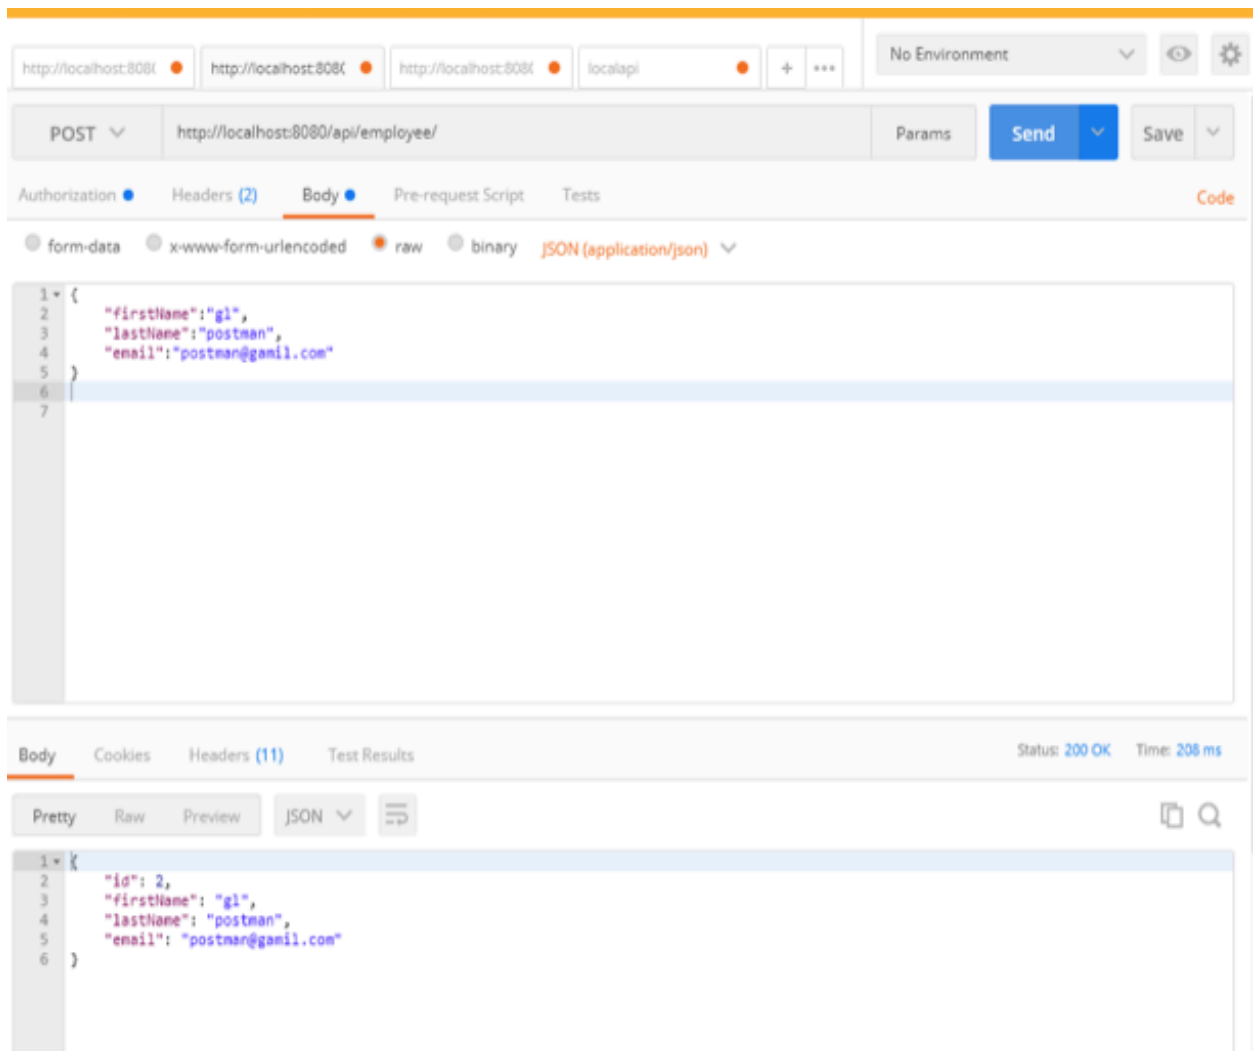 http://localhost:808( http://localhost:808( http://localhost:808( localapi + ••• No Environment
POST http://localhost:8080/api/employee/ Params Send Save
Authorization Headers (2) Body Pre-request Script Tests Code
form-data x-www-form-urlencoded raw binary JSON (application/json)
1 {
2 "firstName":"gl",
3 "lastName":"postman",
4 "email":"postman@gamil.com"
5 }
6
7
Body Cookies Headers (11) Test Results Status: 200 OK Time: 208 ms
Pretty Raw Preview JSON
1 {
2 "id": 2,
3 "firstName": "gl",
4 "lastName": "postman",
5 "email": "postman@gamil.com"
6 }